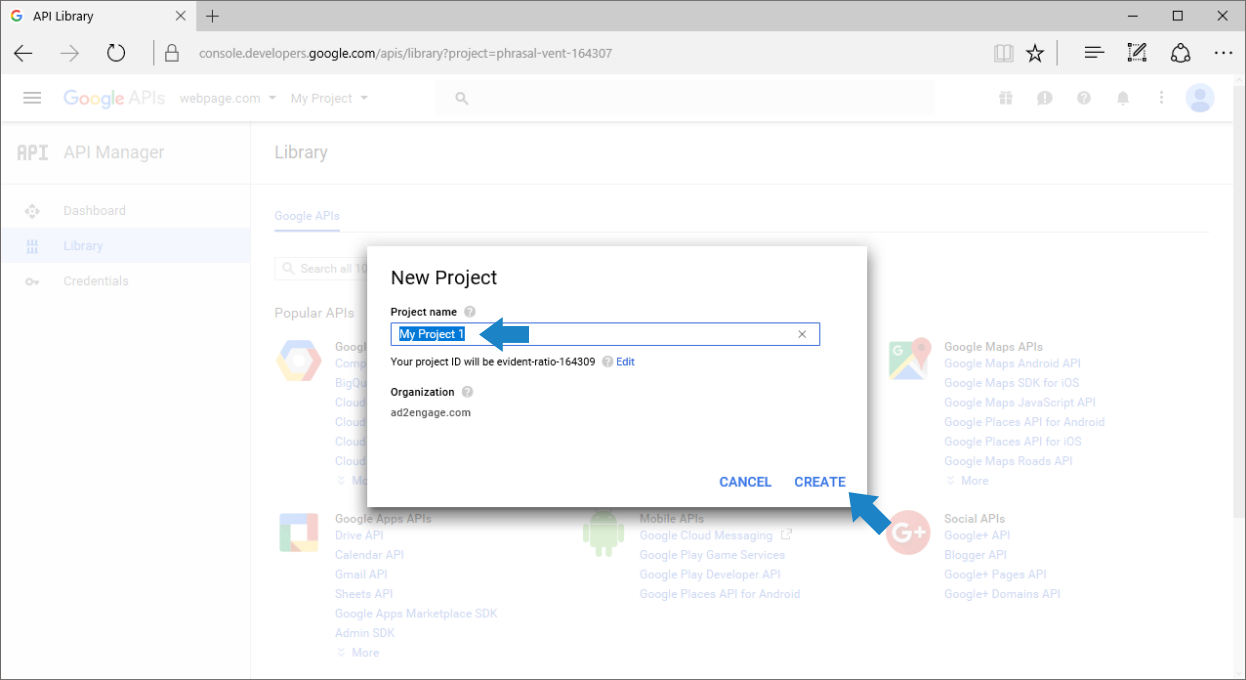 API Library
console.developers.google.com/apis/library?project=phrasal-vent-164307
Google APIs webpage.com My Project
API API Manager
Library
Dashboard
Library
Credentials
Google APIs
Search all 10
Popular APIs
New Project
Project name
My Project 1
Your project ID will be evident-ratio-164309 Edit
Organization
ad2engage.com
CANCEL CREATE
Goog
Comp
BigQu
Cloud
Cloud
Cloud
Cloud
Mo
Google Maps APIs
Google Maps Android API
Google Maps SDK for iOS
Google Maps JavaScript API
Google Places API for Android
Google Places API for iOS
Google Maps Roads API
More
Google Apps APIs
Drive API
Calendar API
Gmail API
Sheets API
Google Apps Marketplace SDK
Admin SDK
More
Mobile APIs
Google Cloud Messaging
Google Play Game Services
Google Play Developer API
Google Places API for Android
G+
Social APIs
Google+ API
Blogger API
Google+ Pages API
Google+ Domains API